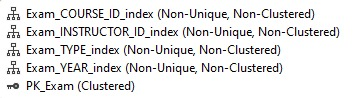 Exam_COURSE_ID_index (Non-Unique, Non-Clustered)
Exam_INSTRUCTOR_ID_index (Non-Unique, Non-Clustered)
Exam_TYPE_index (Non-Unique, Non-Clustered)
Exam_YEAR_index (Non-Unique, Non-Clustered)
PK_Exam (Clustered)